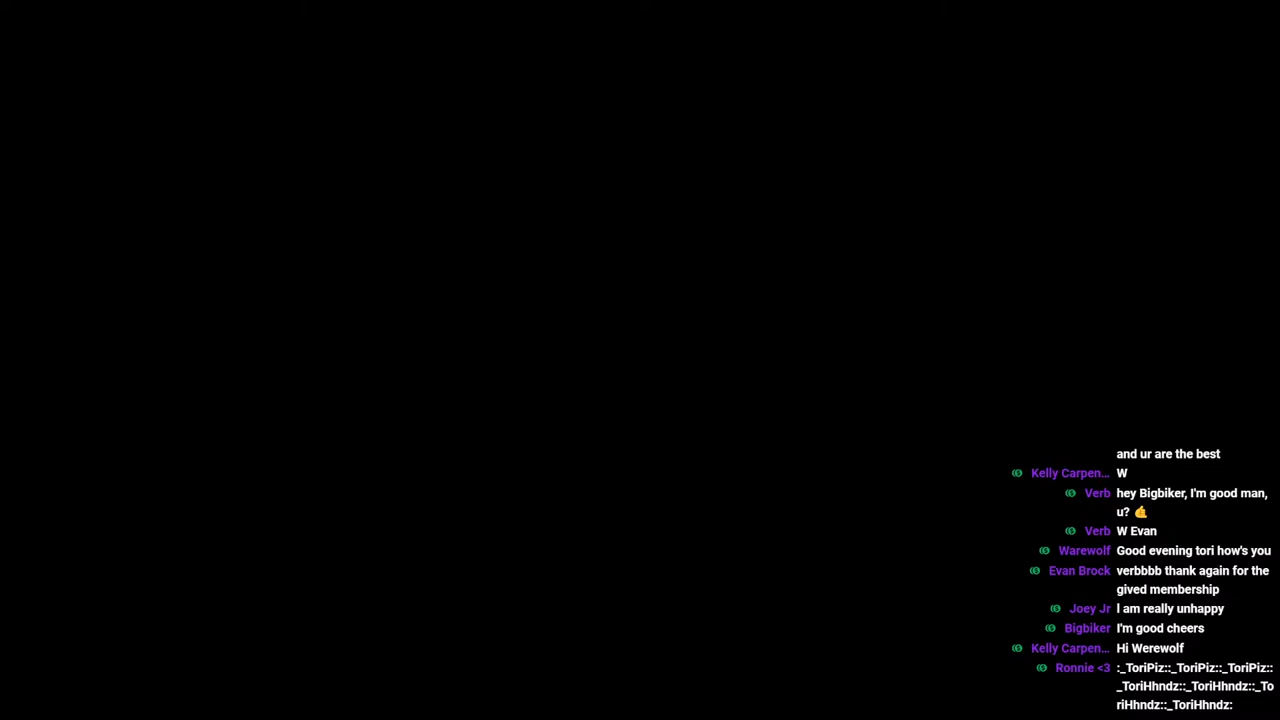 and ur are the best
Kelly Carpen... W
Verb hey Bigbiker, I'm good man,
u? 🤙
Verb W Evan
Warewolf Good evening tori how's you
Evan Brock verbbbb thank again for the
gived membership
Joey Jr I am really unhappy
Bigbiker I'm good cheers
Kelly Carpen... Hi Werewolf
Ronnie <3 :_ToriPiz::_ToriPiz::_ToriPiz::
_ToriHhndz::_ToriHhndz::_To
riHhndz::_ToriHhndz: